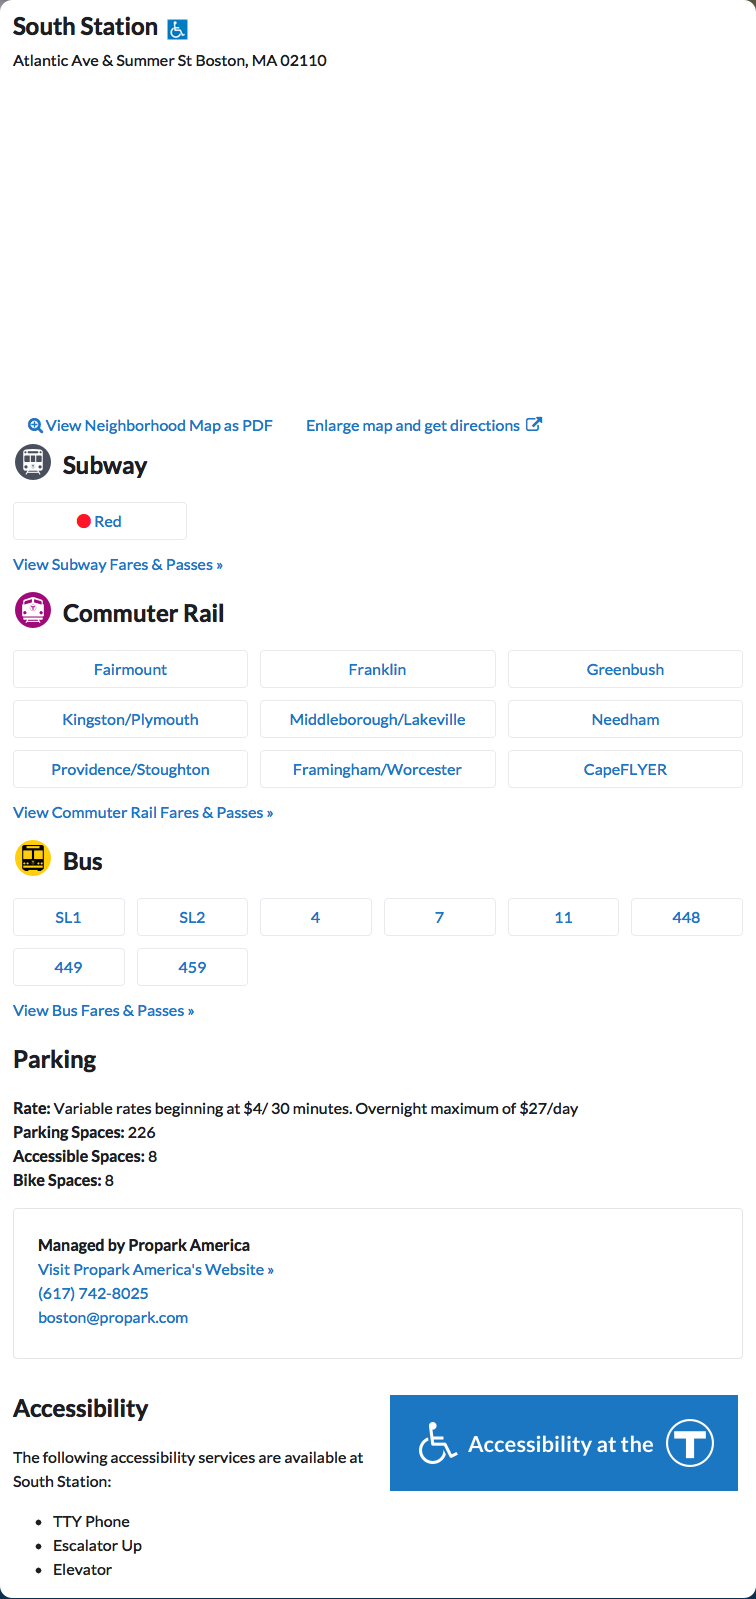 South Station
Atlantic Ave & Summer St Boston, MA 02110
View Neighborhood Map as PDF
Enlarge map and get directions
Subway
Red
View Subway Fares & Passes »
Commuter Rail
Fairmount
Franklin
Greenbush
Kingston/Plymouth
Middleborough/Lakeville
Needham
Providence/Stoughton
Framingham/Worcester
CapeFLYER
View Commuter Rail Fares & Passes »
Bus
SL1
SL2
4
7
11
448
449
459
View Bus Fares & Passes »
Parking
Rate: Variable rates beginning at $4/ 30 minutes. Overnight maximum of $27/day
Parking Spaces: 226
Accessible Spaces: 8
Bike Spaces: 8
Managed by Propark America
Visit Propark America's Website »
(617) 742-8025
boston@propark.com
Accessibility
Accessibility at the T
The following accessibility services are available at
South Station:
• TTY Phone
• Escalator Up
• Elevator